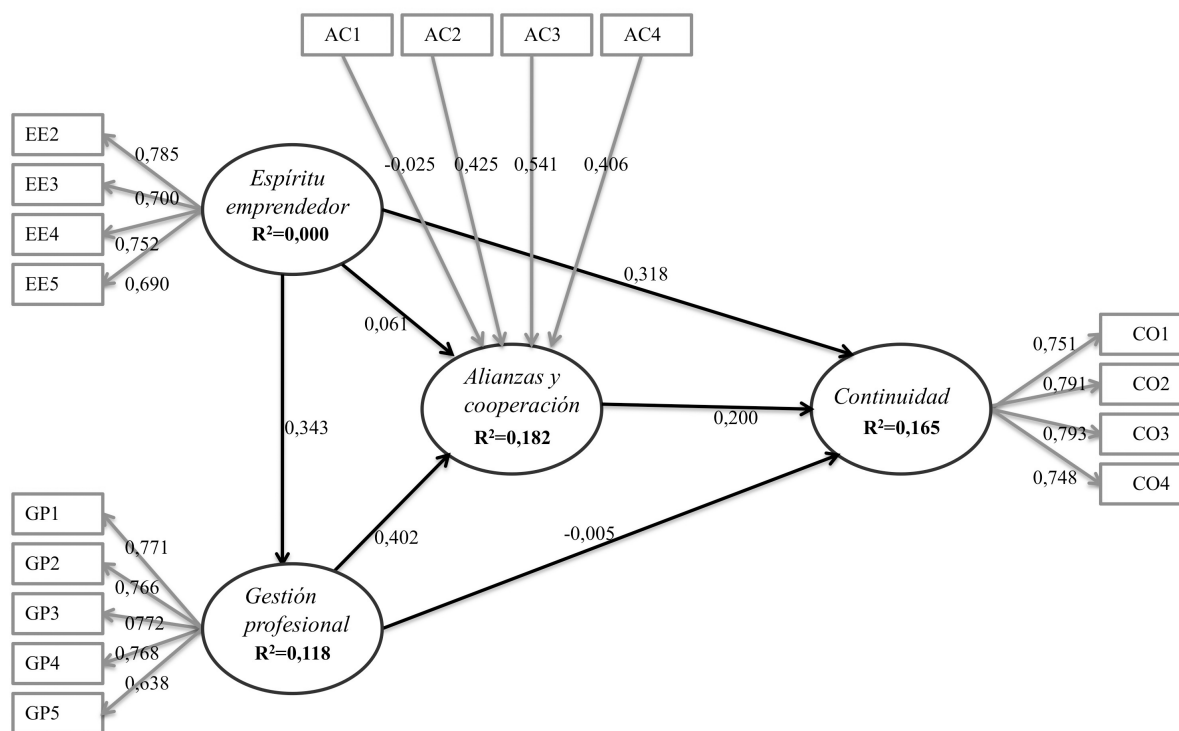 AC1
AC2
AC3
AC4
EE2
EE3
EE4
EE5
0,785
0,700
0,752
0,690
Espíritu
emprendedor
R²=0,000
-0,025
0,425
0,541
0,406
0,318
0,061
0,343
Alianzas y
cooperación
R²=0,182
0,200
Continuidad
R²=0,165
0,751
0,791
0,793
0,748
CO1
CO2
CO3
CO4
0,402
-0,005
GP1
GP2
GP3
GP4
GP5
0,771
0,766
0772
0,768
0,638
Gestión
profesional
R²=0,118